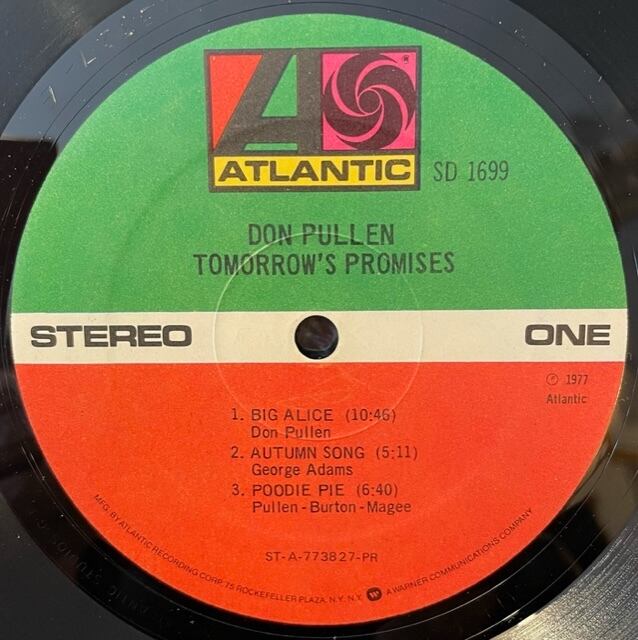 ATLANTIC
®
SD 1699
DON PULLEN
TOMORROW'S PROMISES
STEREO
ONE
℗ 1977
Atlantic
1. BIG ALICE (10:46)
Don Pullen
2. AUTUMN SONG (5:11)
George Adams
3. POODIE PIE (6:40)
Pullen-Burton-Magee
ST-A-773827-PR
MFG. BY ATLANTIC RECORDING CORP. 75 ROCKEFELLER PLAZA, N.Y. N.Y. A WARNER COMMUNICATIONS COMPANY